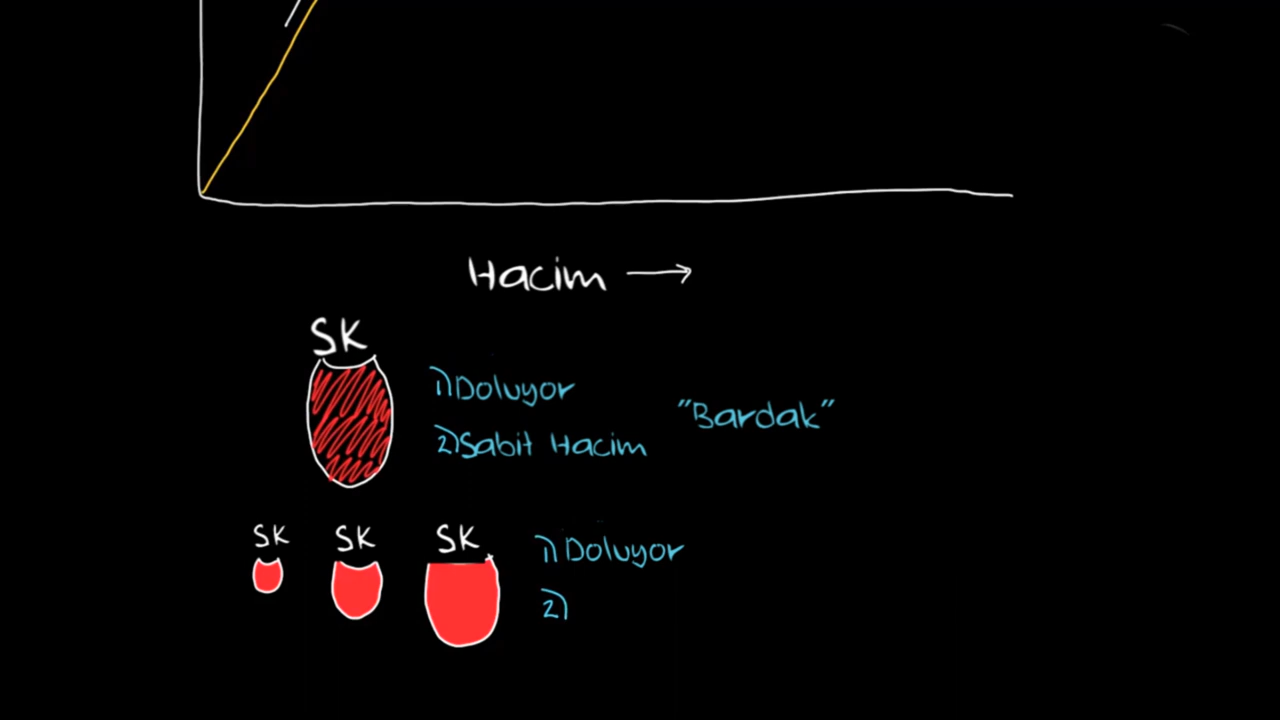 Hacim →
SK
1) Doluyor
2) Sabit Hacim
"Bardak"
SK SK SK
1) Doluyor
2)